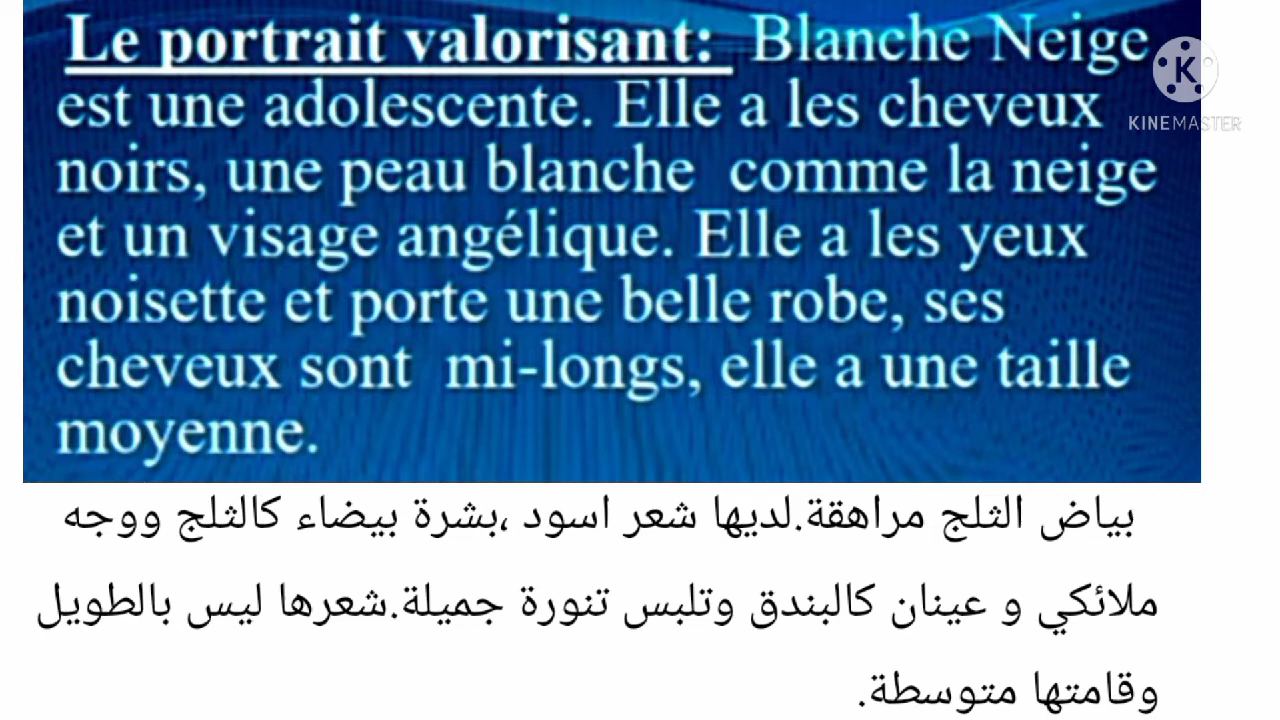 Le portrait valorisant: Blanche Neige
est une adolescente. Elle a les cheveux
noirs, une peau blanche comme la neige
et un visage angélique. Elle a les yeux
noisette et porte une belle robe, ses
cheveux sont mi-longs, elle a une taille
moyenne.
KINEMASTER
بياض الثلج مراهقة.لديها شعر اسود ،بشرة بيضاء كالثلج ووجه
ملائكي و عينان كالبندق وتلبس تنورة جميلة.شعرها ليس بالطويل
وقامتها متوسطة.